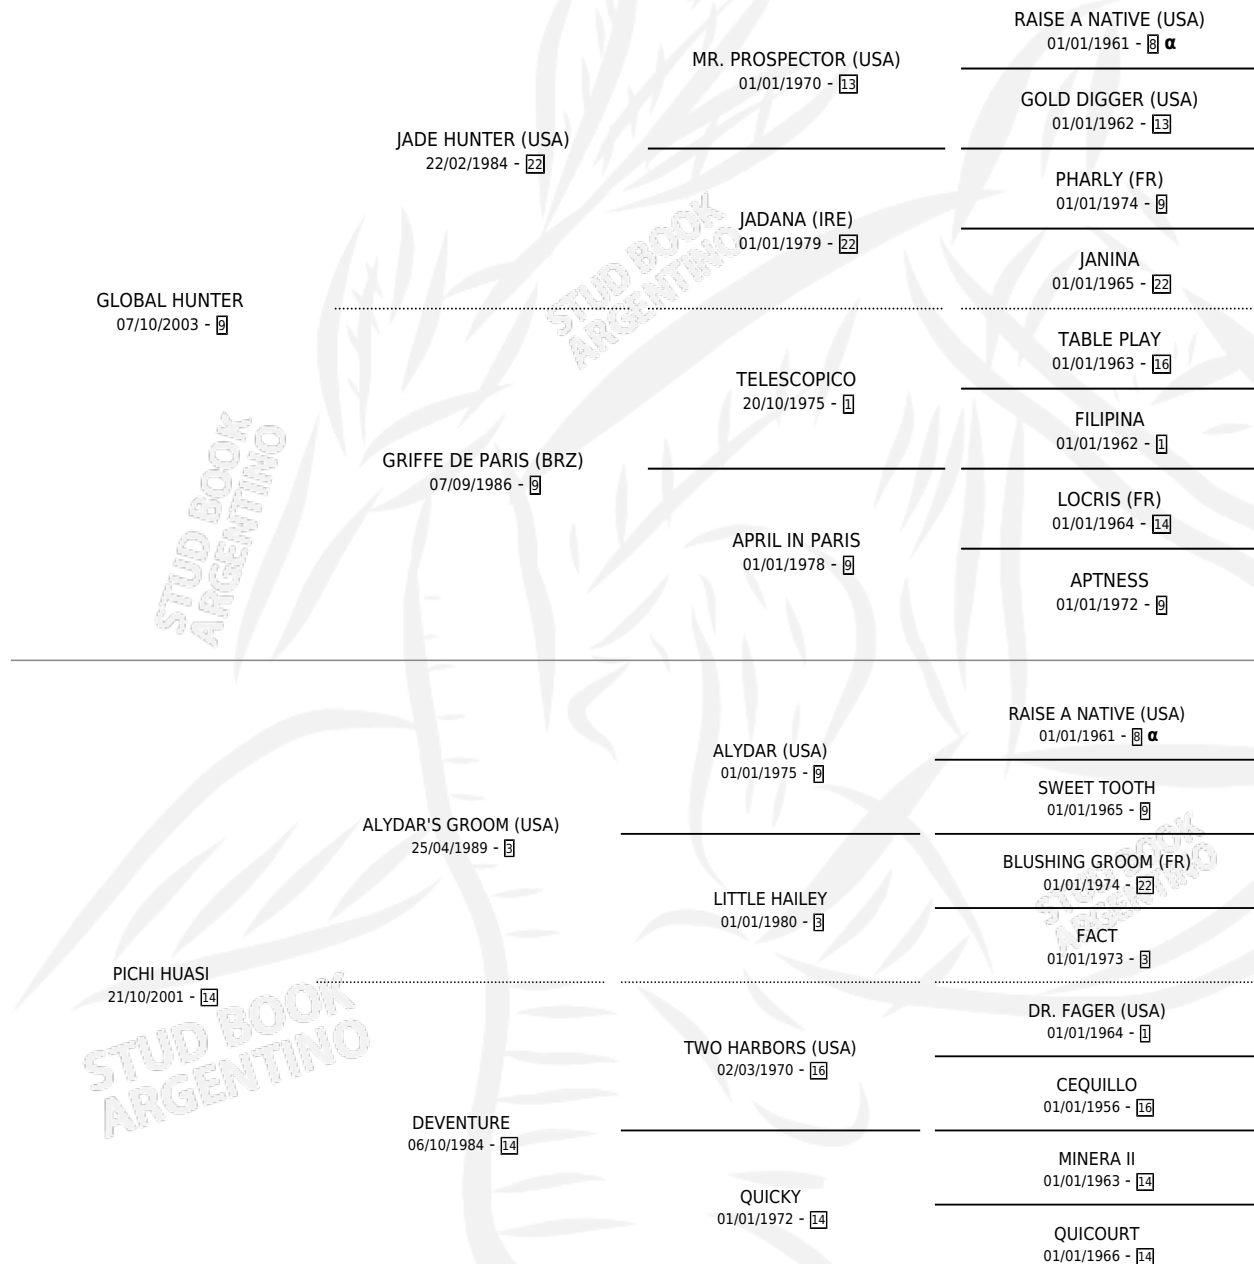 RAISE A NATIVE (USA)
01/01/1961 - 8 α
MR. PROSPECTOR (USA)
01/01/1970 - 13
GOLD DIGGER (USA)
01/01/1962 - 13
JADE HUNTER (USA)
22/02/1984 - 22
PHARLY (FR)
01/01/1974 - 9
JADANA (IRE)
01/01/1979 - 22
JANINA
01/01/1965 - 22
GLOBAL HUNTER
07/10/2003 - 9
TABLE PLAY
01/01/1963 - 16
TELESCOPICO
20/10/1975 - 1
FILIPINA
01/01/1962 - 1
GRIFFE DE PARIS (BRZ)
07/09/1986 - 9
LOCRIS (FR)
01/01/1964 - 14
APRIL IN PARIS
01/01/1978 - 9
APTNESS
01/01/1972 - 9
RAISE A NATIVE (USA)
01/01/1961 - 8 α
ALYDAR (USA)
01/01/1975 - 9
SWEET TOOTH
01/01/1965 - 9
ALYDAR'S GROOM (USA)
25/04/1989 - 3
BLUSHING GROOM (FR)
01/01/1974 - 22
LITTLE HAILEY
01/01/1980 - 3
FACT
01/01/1973 - 3
PICHI HUASI
21/10/2001 - 14
DR. FAGER (USA)
01/01/1964 - 1
TWO HARBORS (USA)
02/03/1970 - 16
CEQUILLO
01/01/1956 - 16
DEVENTURE
06/10/1984 - 14
MINERA II
01/01/1963 - 14
QUICKY
01/01/1972 - 14
QUICOURT
01/01/1966 - 14
STUD BOOK
ARGENTINO
STUD BOOK
ARGENTINO
STUD BOOK
ARGENTINO
STUD BOOK
ARGENTINO